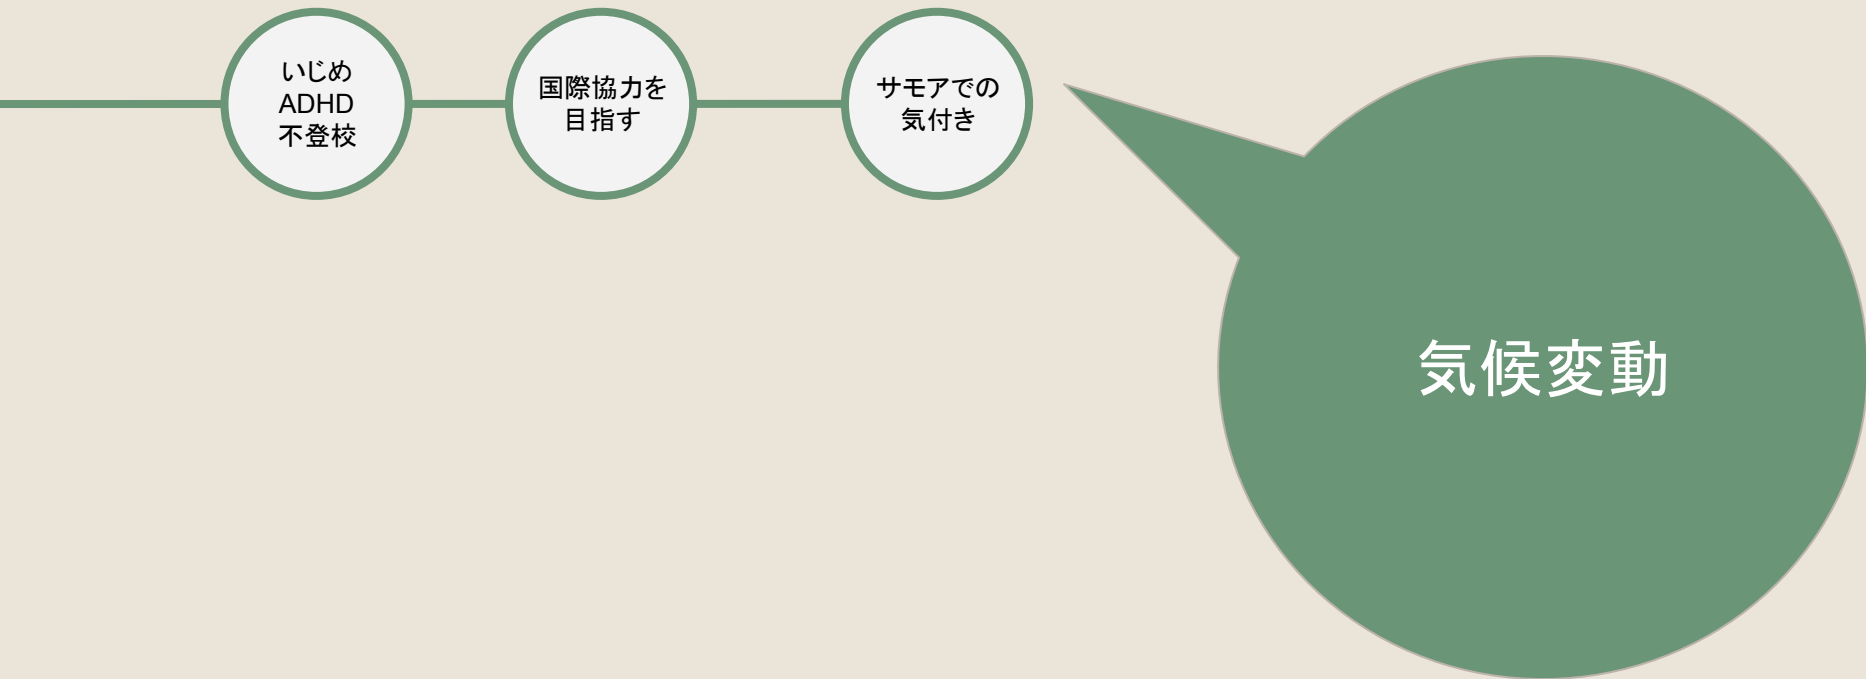 いじめ
ADHD
不登校
国際協力を
目指す
サモアでの
気付き
気候変動